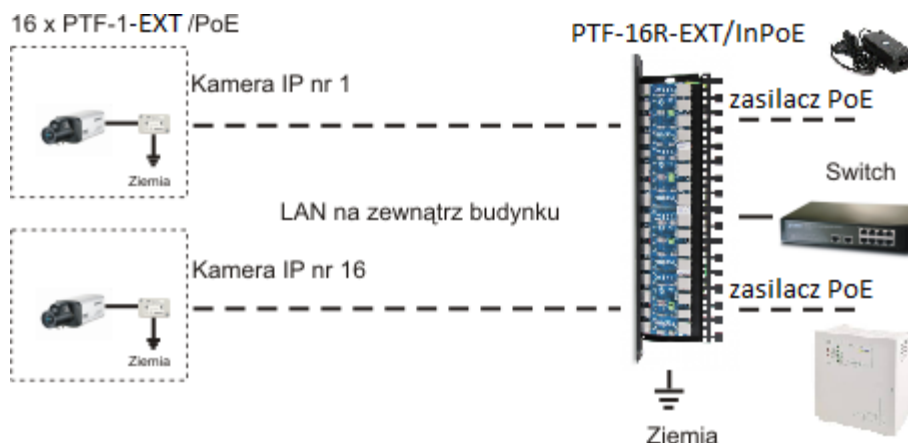 16 x PTF-1-EXT /PoE
PTF-16R-EXT/InPoE
Kamera IP nr 1
zasilacz PoE
Ziemia
Switch
LAN na zewnątrz budynku
Kamera IP nr 16
zasilacz PoE
Ziemia
Ziemia